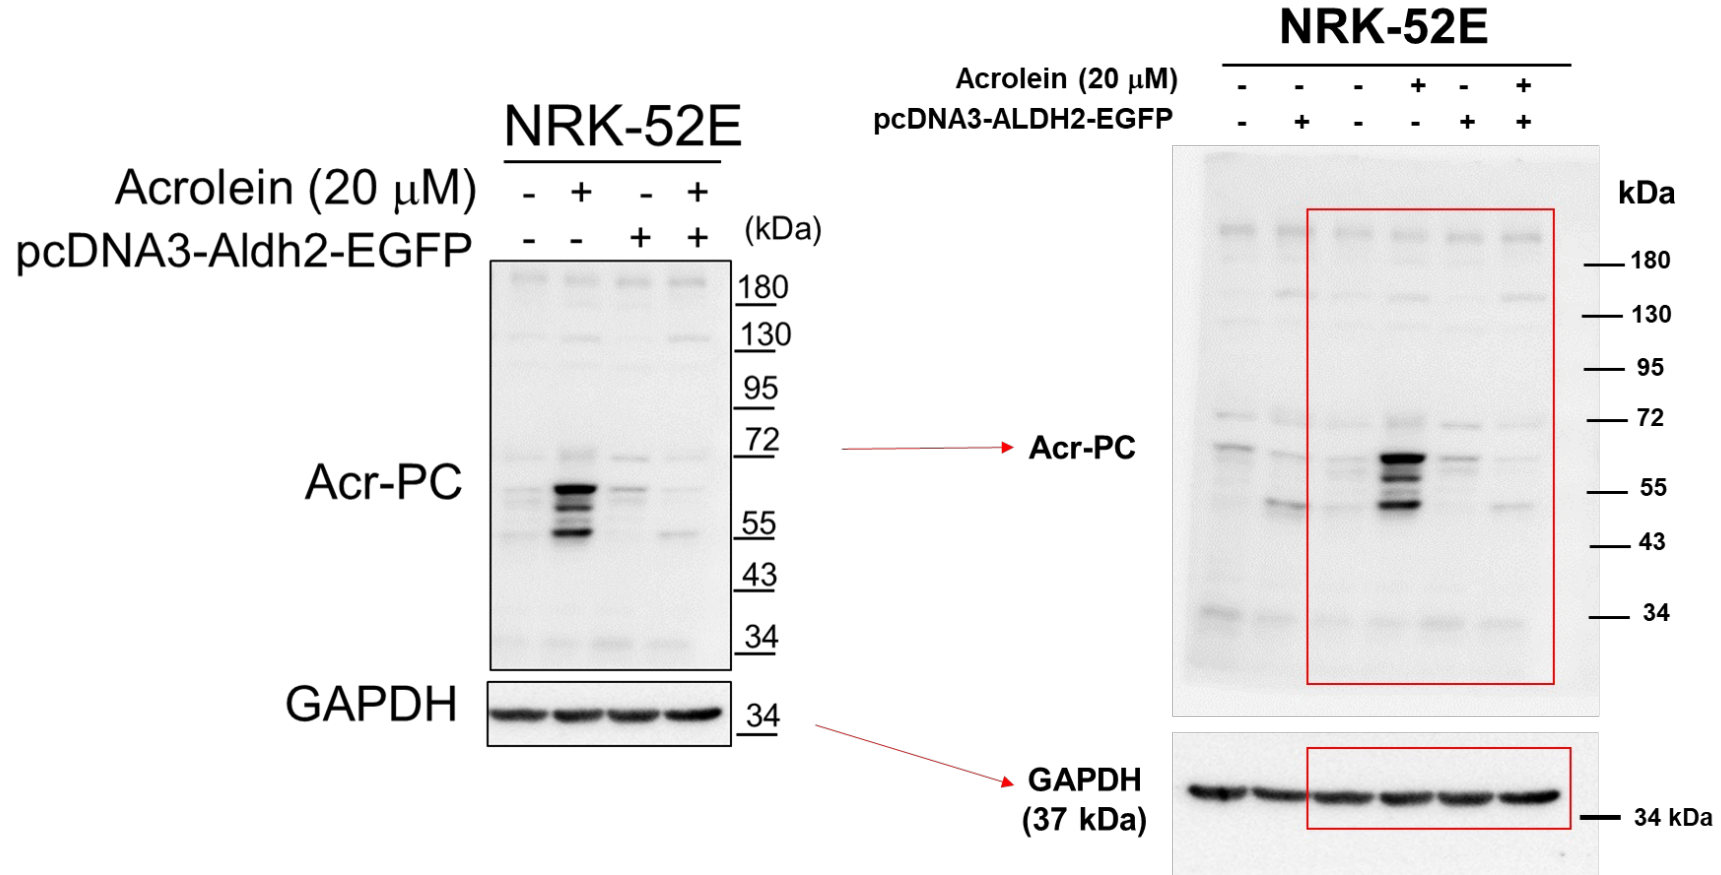 NRK-52E
Acrolein (20 μM) - + - +
pcDNA3-Aldh2-EGFP - - + +
(kDa)
180
130
95
72
Acr-PC
55
43
34
GAPDH
34
NRK-52E
Acrolein (20 μM) - - - + - +
pcDNA3-ALDH2-EGFP - + - - + +
kDa
180
130
95
72
Acr-PC
55
43
34
GAPDH
(37 kDa)
34 kDa